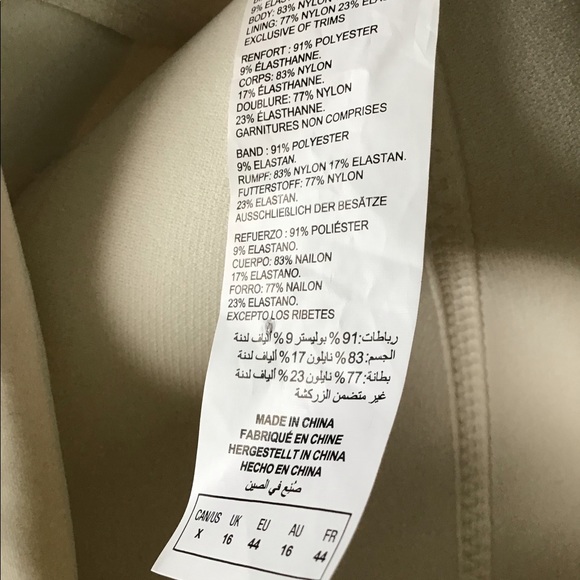 9% ELAS
BODY: 83% NYLON
LINING: 77% NYLON 23% ELA
EXCLUSIVE OF TRIMS
RENFORT : 91% POLYESTER
9% ÉLASTHANNE.
CORPS: 83% NYLON
17% ÉLASTHANNE.
DOUBLURE: 77% NYLON
23% ÉLASTHANNE.
GARNITURES NON COMPRISES
BAND : 91% POLYESTER
9% ELASTAN.
RUMPF: 83% NYLON 17% ELASTAN.
FUTTERSTOFF: 77% NYLON
23% ELASTAN.
AUSSCHLIEßLICH DER BESÄTZE
REFUERZO : 91% POLIÉSTER
9% ELASTANO.
CUERPO: 83% NAILON
17% ELASTANO.
FORRO: 77% NAILON
23% ELASTANO.
EXCEPTO LOS RIBETES
رباطات: 91% بوليستر 9% ألياف لدنة
الجسم: 83% نايلون 17% ألياف لدنة
بطانة: 77% نايلون 23% ألياف لدنة
غير متضمن الزركشة
MADE IN CHINA
FABRIQUÉ EN CHINE
HERGESTELLT IN CHINA
HECHO EN CHINA
صُنِع في الصين
CAN/US UK EU AU FR
X 16 44 16 44